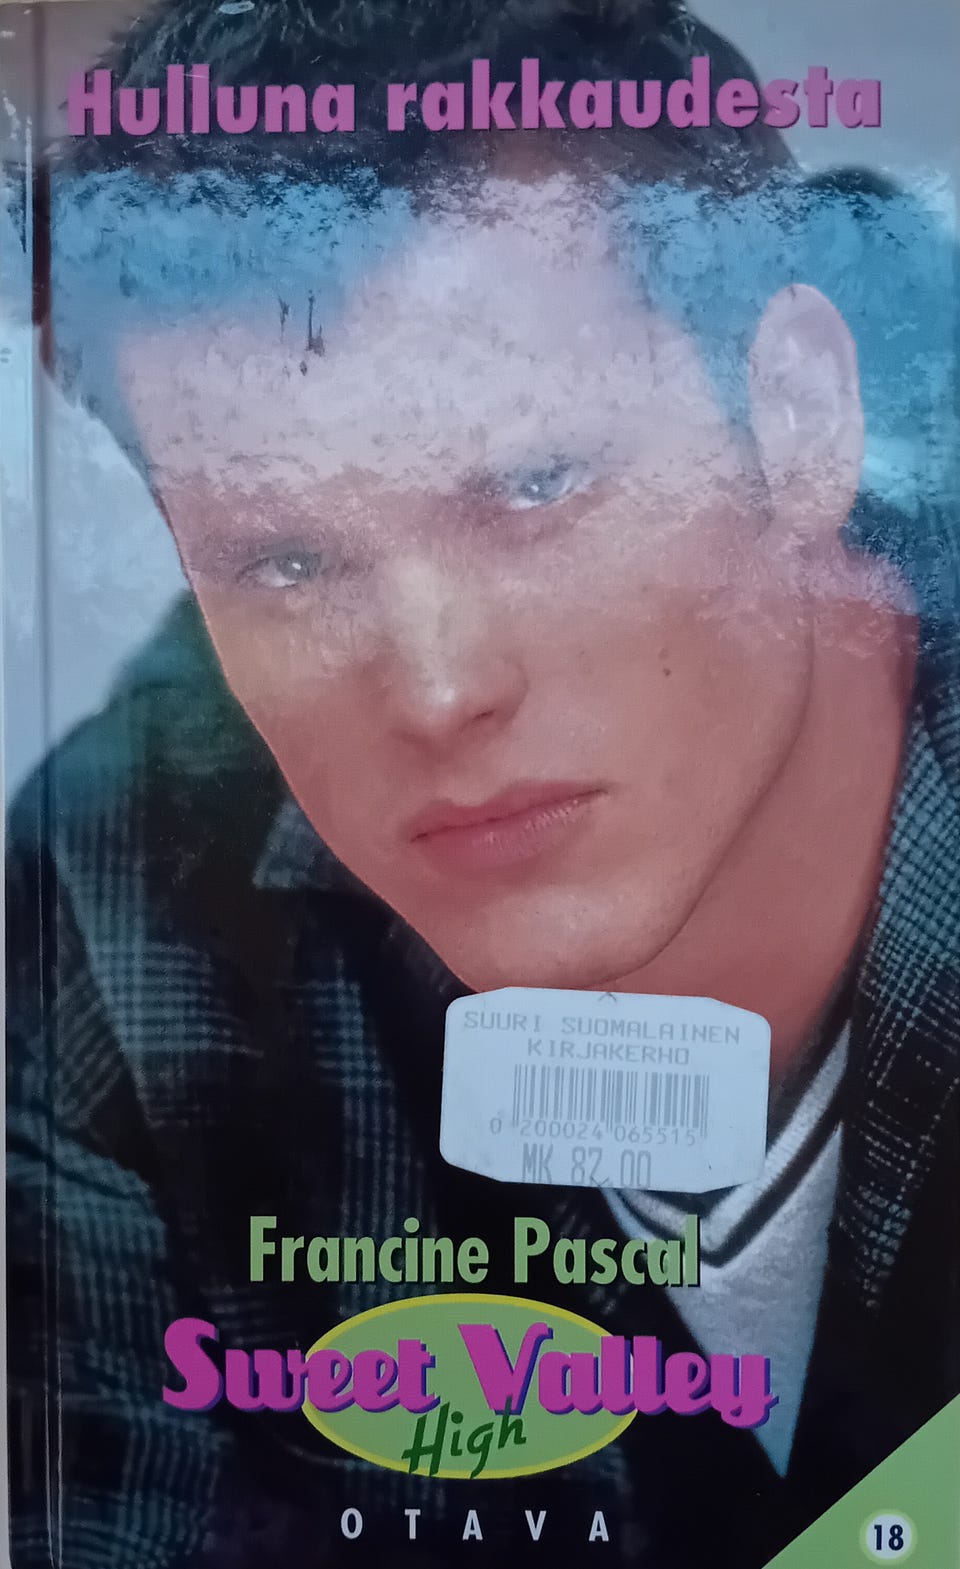 Hulluna rakkaudesta
SUURI SUOMALAINEN
KIRJAKERHO
0 200024 065515
MK 82.00
Francine Pascal
Sweet Valley
High
OTAVA
18